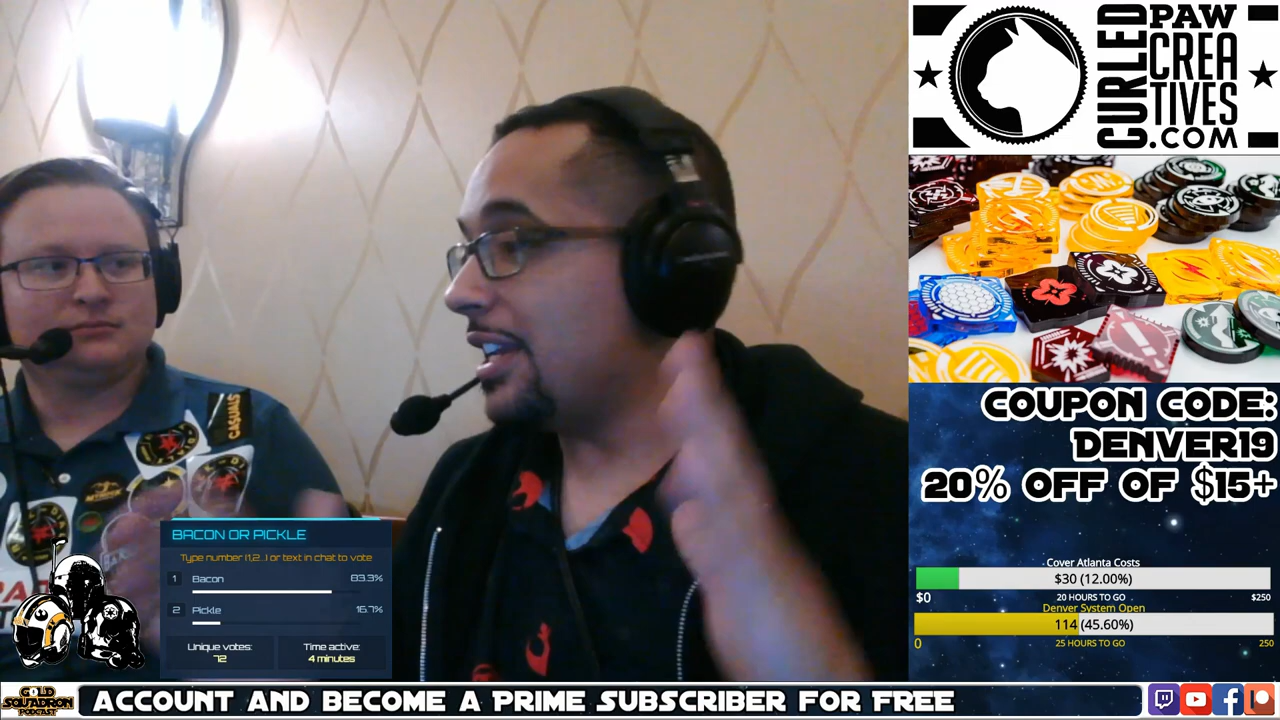 CURLED
PAW
CREA
TIVES
.COM
CASUALS
COUPON CODE:
DENVER19
20% OFF OF $15+
BACON OR PICKLE
Type number (1,2...) or text in chat to vote
1 Bacon 83.3%
2 Pickle 16.7%
Unique votes:
72
Time active:
4 minutes
Cover Atlanta Costs
$30 (12.00%)
$0 20 HOURS TO GO $250
Denver System Open
114 (45.60%)
0 25 HOURS TO GO 250
GOLD
SQUADRON
PODCAST
ACCOUNT AND BECOME A PRIME SUBSCRIBER FOR FREE